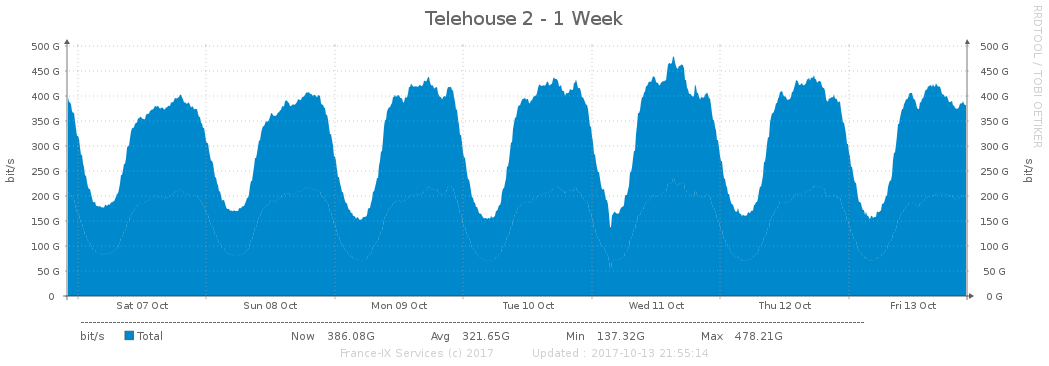 Telehouse 2 - 1 Week
RRDTOOL / TOBI OETIKER
500 G 500 G
450 G 450 G
400 G 400 G
350 G 350 G
300 G 300 G
250 G 250 G
200 G 200 G
150 G 150 G
100 G 100 G
50 G 50 G
0 0 G
bit/s bit/s
Sat 07 Oct Sun 08 Oct Mon 09 Oct Tue 10 Oct Wed 11 Oct Thu 12 Oct Fri 13 Oct
bit/s Total Now 386.08G Avg 321.65G Min 137.32G Max 478.21G
France-IX Services (c) 2017 Updated : 2017-10-13 21:55:14